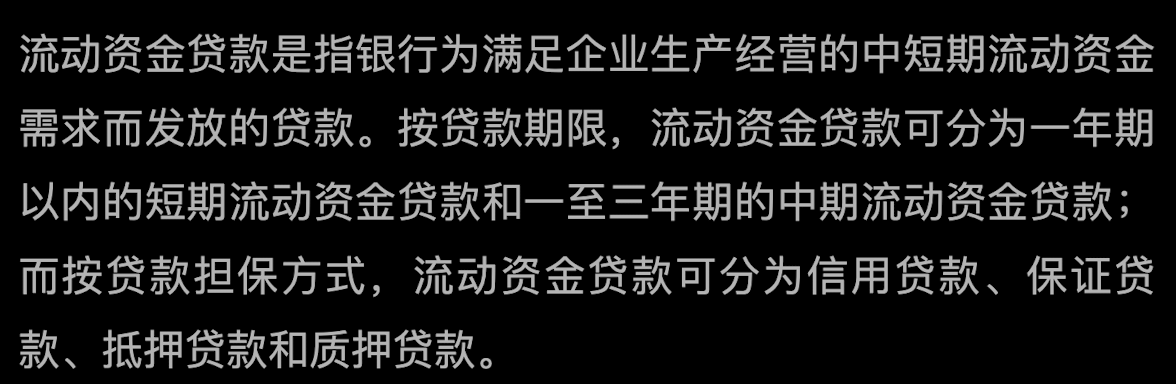 流动资金贷款是指银行为满足企业生产经营的中短期流动资金
需求而发放的贷款。按贷款期限，流动资金贷款可分为一年期
以内的短期流动资金贷款和一至三年期的中期流动资金贷款；
而按贷款担保方式，流动资金贷款可分为信用贷款、保证贷
款、抵押贷款和质押贷款。